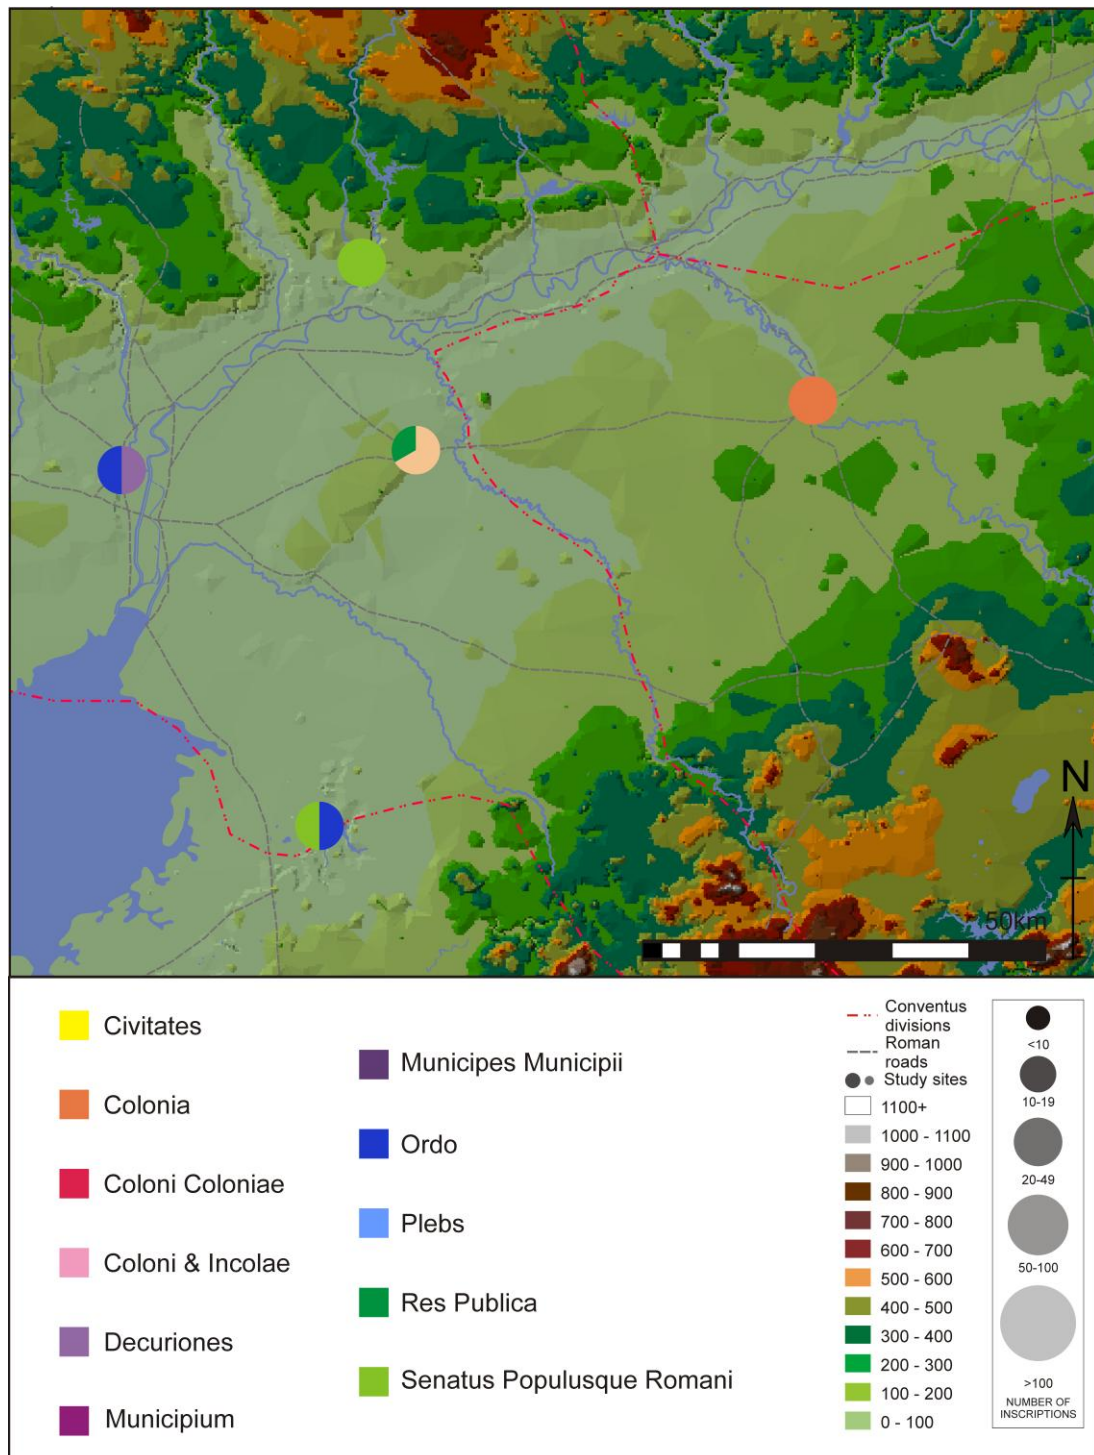 N
50km
Civitates
Colonia
Coloni Coloniae
Coloni & Incolae
Decuriones
Municipium
Municipes Municipii
Ordo
Plebs
Res Publica
Senatus Populusque Romani
Conventus
divisions
Roman
roads
Study sites
1100+
1000 - 1100
900 - 1000
800 - 900
700 - 800
600 - 700
500 - 600
400 - 500
300 - 400
200 - 300
100 - 200
0 - 100
<10
10-19
20-49
50-100
>100
NUMBER OF
INSCRIPTIONS